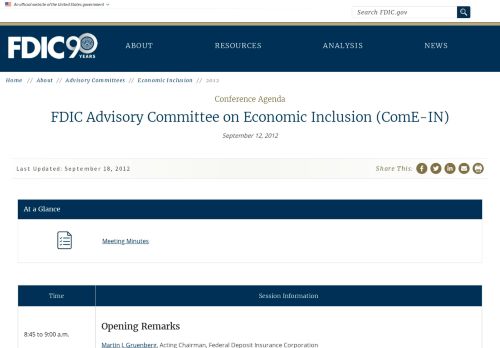 An official website of the United States government
Search FDIC.gov
FDIC 90 YEARS
ABOUT RESOURCES ANALYSIS NEWS
Home // About // Advisory Committees // Economic Inclusion // 2012
Conference Agenda
FDIC Advisory Committee on Economic Inclusion (ComE-IN)
September 12, 2012
Last Updated: September 18, 2012 Share This:
At a Glance
Meeting Minutes
Time Session Information
Opening Remarks
8:45 to 9:00 a.m.
Martin J. Gruenberg, Acting Chairman, Federal Deposit Insurance Corporation